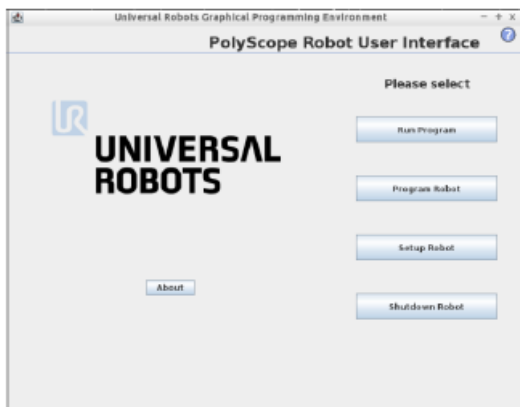 Universal Robots Graphical Programming Environment
PolyScope Robot User Interface
?
Please select
UR
UNIVERSAL
ROBOTS
Run Program
Program Robot
Setup Robot
About
Shutdown Robot